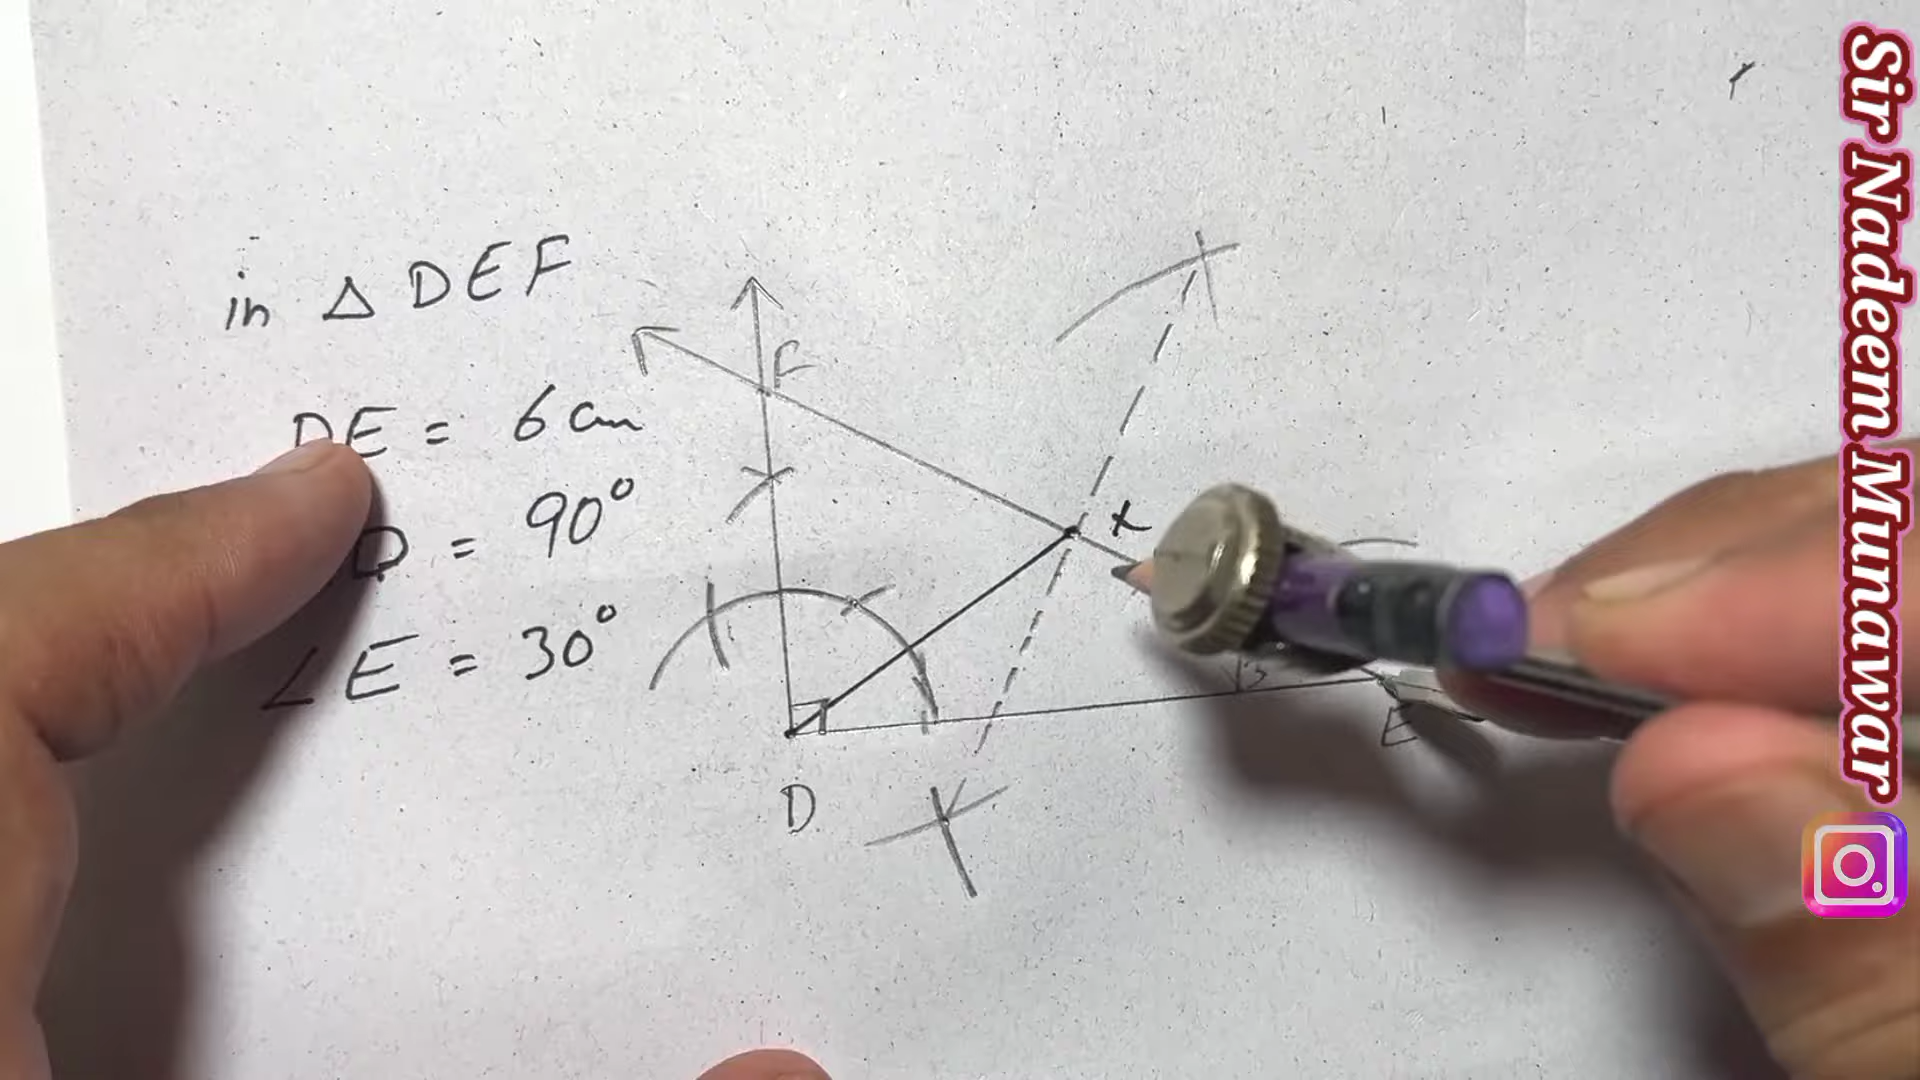 in Δ DEF
DE = 6 cm
D = 90°
∠E = 30°
F
x
E
D
Sir Nadeem Munawar